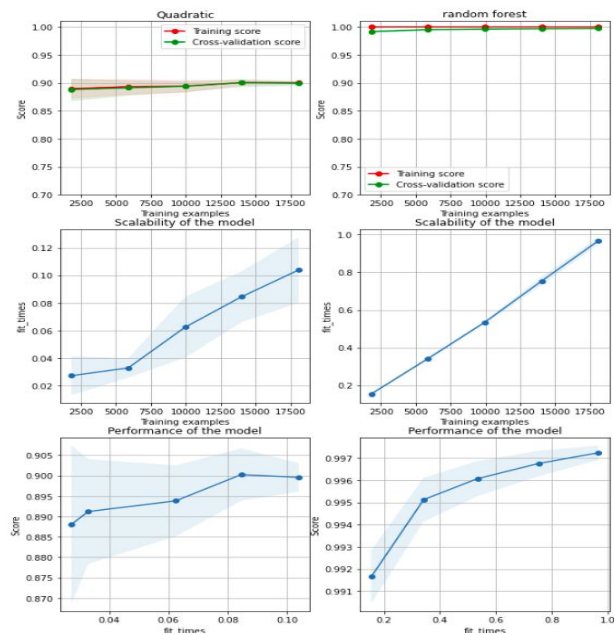 Quadratic
Score
1.00
0.95
0.90
0.85
0.80
0.75
0.70
Training score
Cross-validation score
2500 5000 7500 10000 12500 15000 17500
Training examples
random forest
Score
1.00
0.95
0.90
0.85
0.80
0.75
0.70
Training score
Cross-validation score
2500 5000 7500 10000 12500 15000 17500
Training examples
Scalability of the model
fit_times
0.12
0.10
0.08
0.06
0.04
0.02
2500 5000 7500 10000 12500 15000 17500
Training examples
Scalability of the model
fit_times
1.0
0.8
0.6
0.4
0.2
2500 5000 7500 10000 12500 15000 17500
Training examples
Performance of the model
Score
0.905
0.900
0.895
0.890
0.885
0.880
0.875
0.870
0.04 0.06 0.08 0.10
fit_times
Performance of the model
Score
0.997
0.996
0.995
0.994
0.993
0.992
0.991
0.2 0.4 0.6 0.8 1.0
fit_times